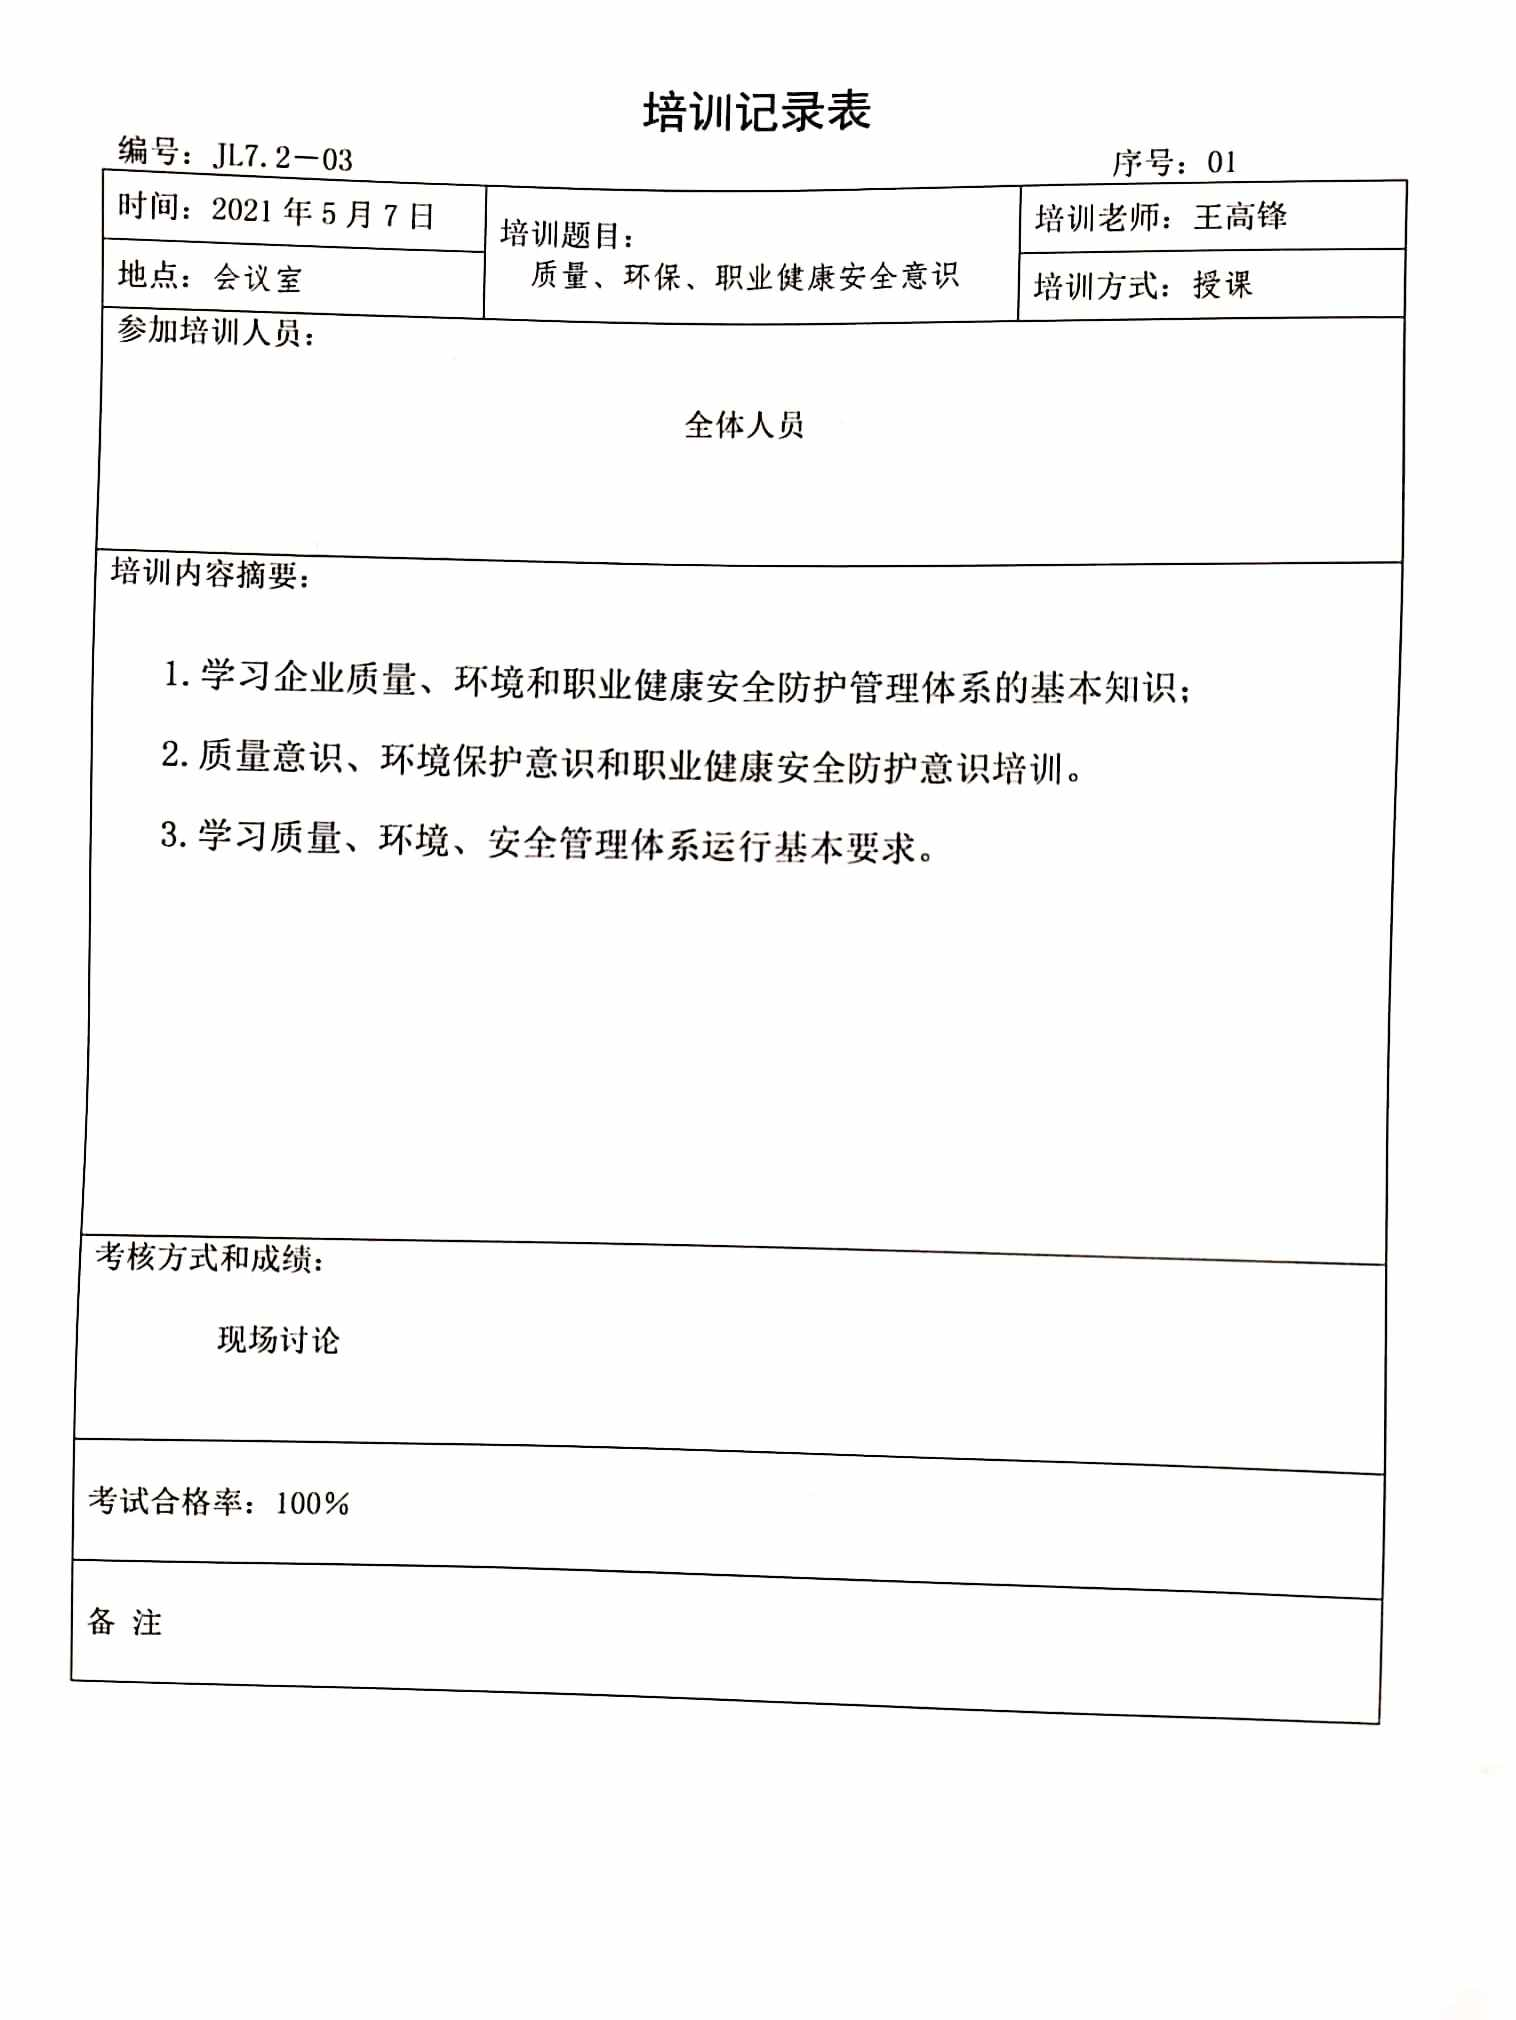 培训记录表
编号：JL7.2－03 序号：01
时间：2021 年 5 月 7 日
地点：会议室
培训题目：
质量、环保、职业健康安全意识
培训老师：王高锋
培训方式：授课
参加培训人员：
全体人员
培训内容摘要：
1.学习企业质量、环境和职业健康安全防护管理体系的基本知识；
2.质量意识、环境保护意识和职业健康安全防护意识培训。
3.学习质量、环境、安全管理体系运行基本要求。
考核方式和成绩：
现场讨论
考试合格率：100%
备 注